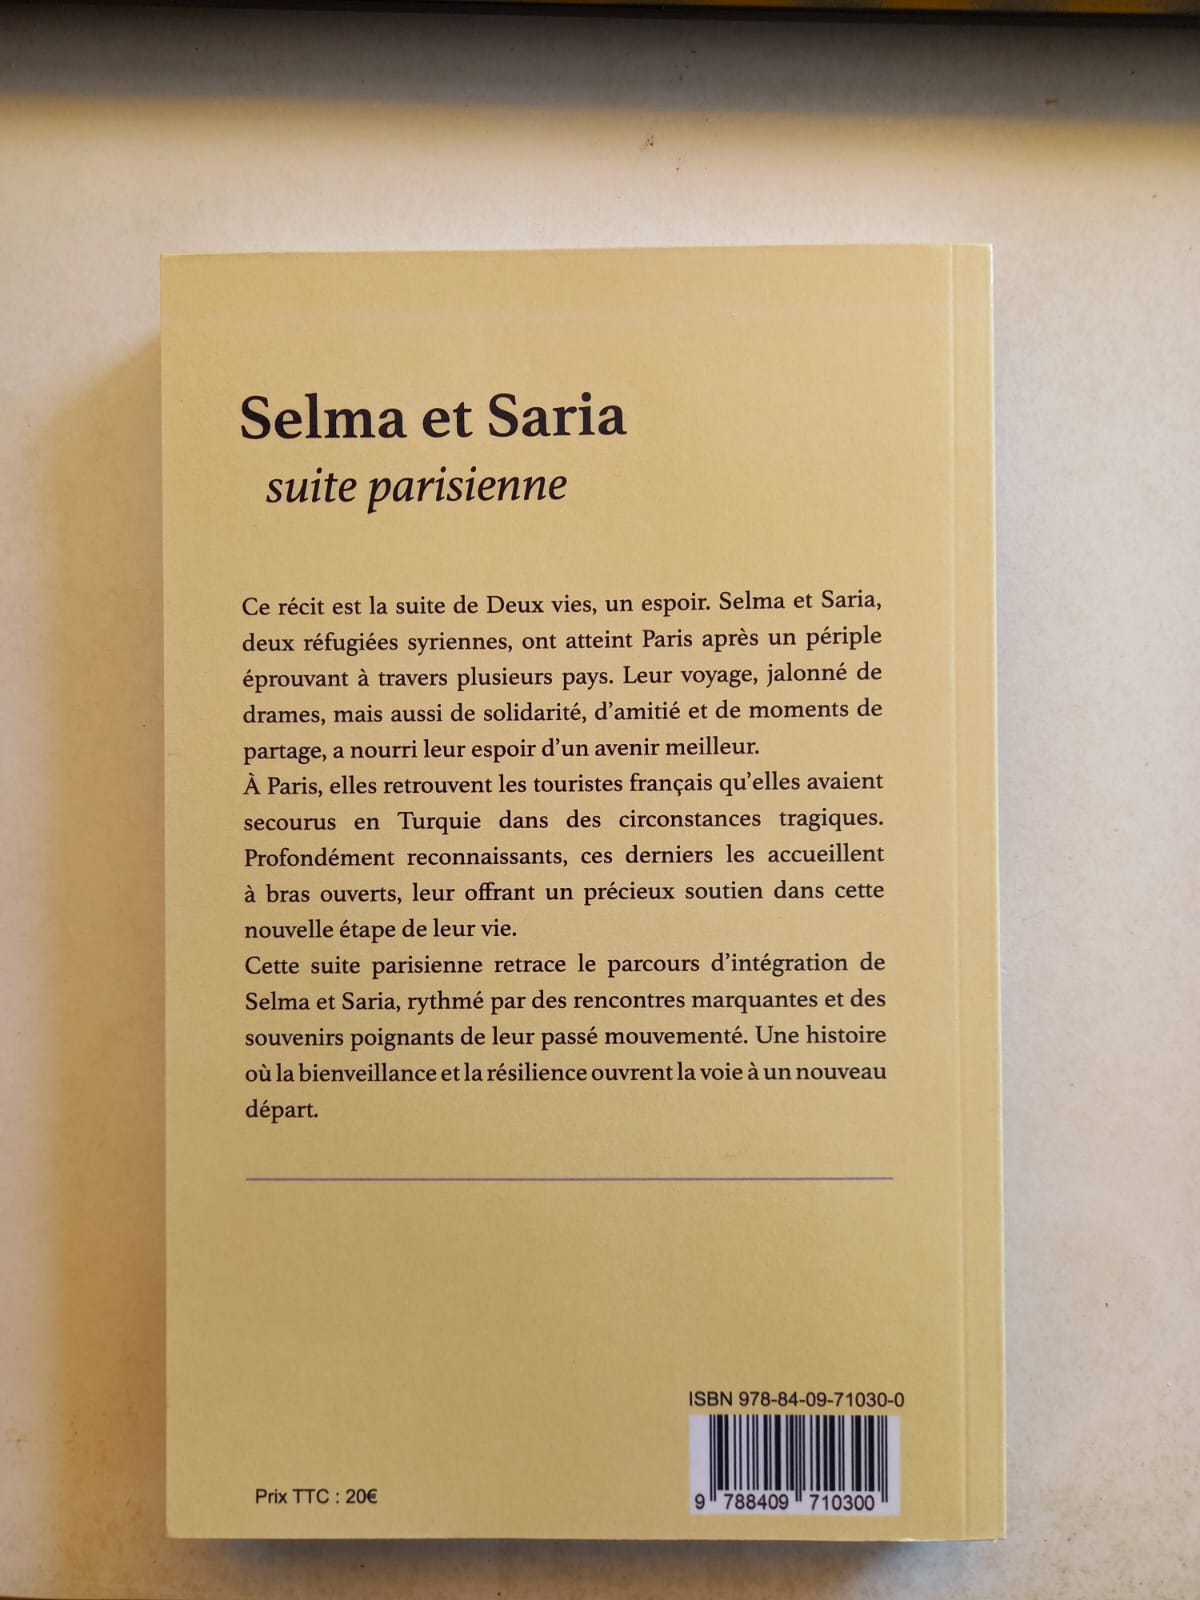 Selma et Saria
suite parisienne
Ce récit est la suite de Deux vies, un espoir. Selma et Saria,
deux réfugiées syriennes, ont atteint Paris après un périple
éprouvant à travers plusieurs pays. Leur voyage, jalonné de
drames, mais aussi de solidarité, d'amitié et de moments de
partage, a nourri leur espoir d'un avenir meilleur.
À Paris, elles retrouvent les touristes français qu'elles avaient
secourus en Turquie dans des circonstances tragiques.
Profondément reconnaissants, ces derniers les accueillent
à bras ouverts, leur offrant un précieux soutien dans cette
nouvelle étape de leur vie.
Cette suite parisienne retrace le parcours d'intégration de
Selma et Saria, rythmé par des rencontres marquantes et des
souvenirs poignants de leur passé mouvementé. Une histoire
où la bienveillance et la résilience ouvrent la voie à un nouveau
départ.
ISBN 978-84-09-71030-0
9 788409 710300
Prix TTC : 20€